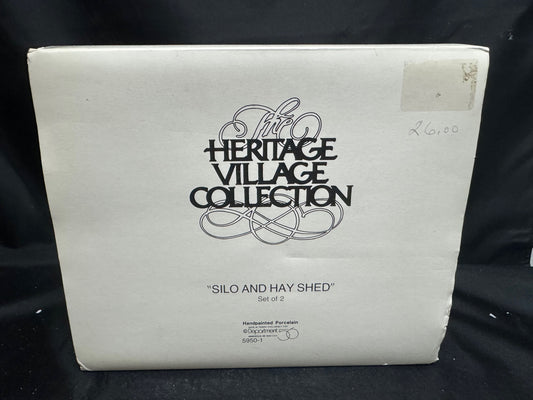 The
HERITAGE
VILLAGE
COLLECTION
26.00
"SILO AND HAY SHED"
Set of 2
Handpainted Porcelain
©Department 56
5950-1